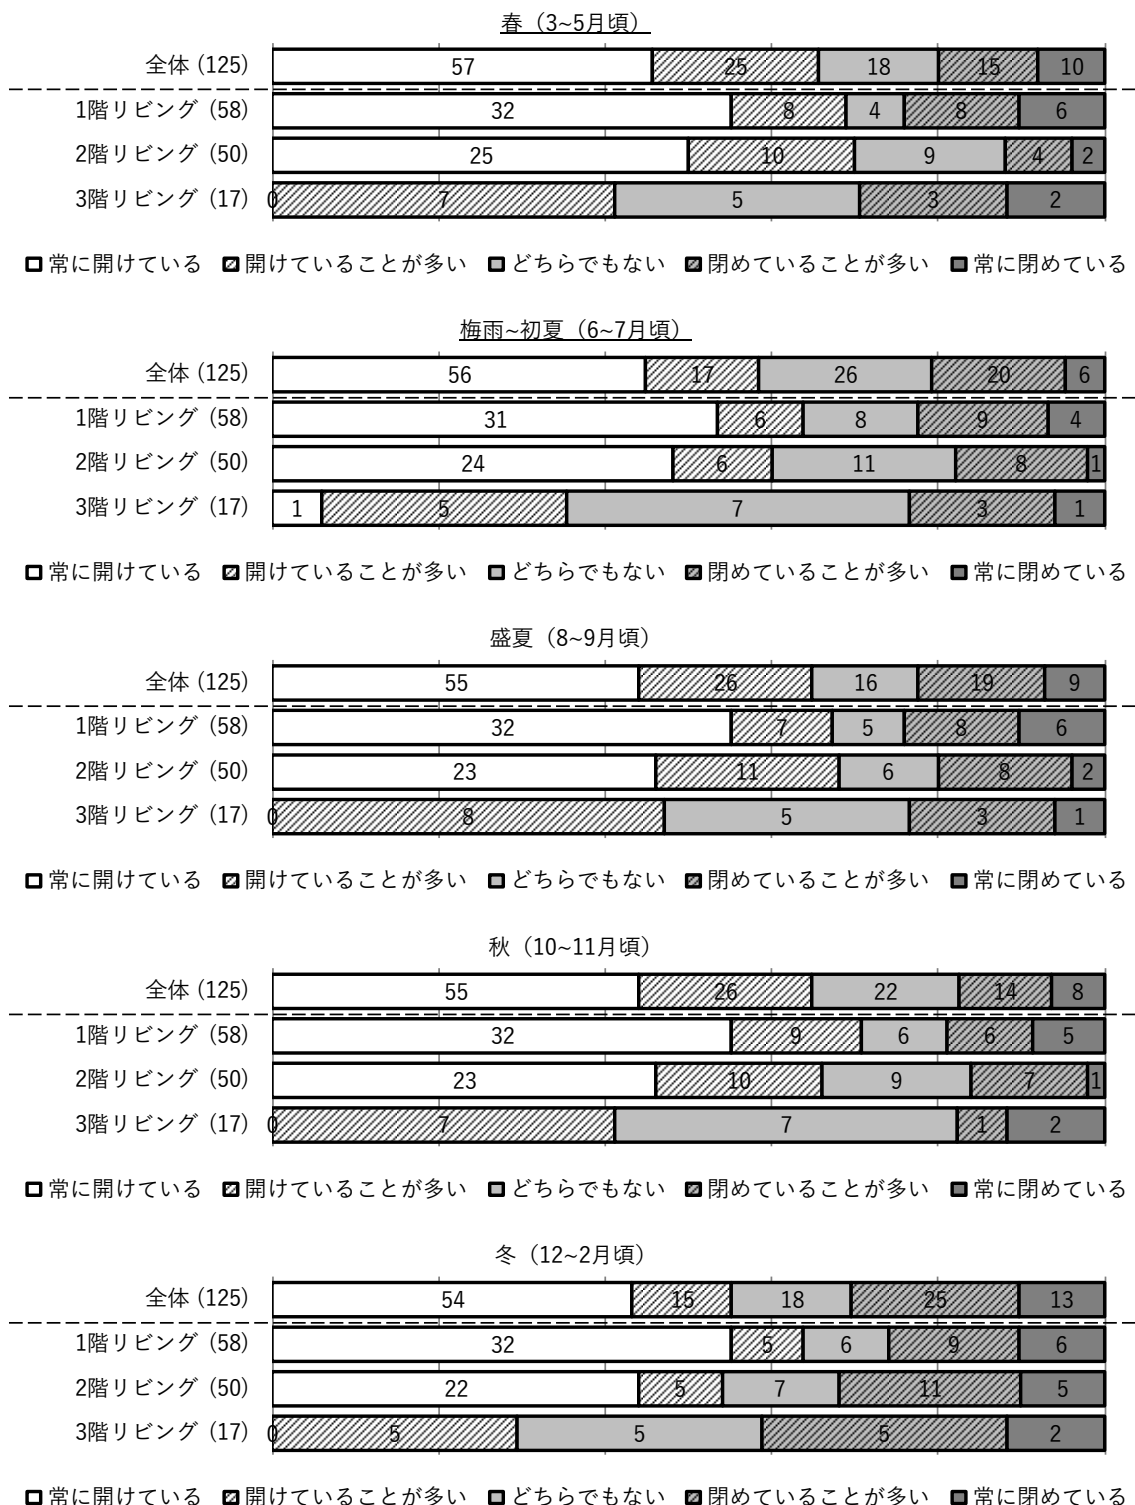 春（3~5月頃）
全体 (125) 57 25 18 15 10
1階リビング (58) 32 8 4 8 6
2階リビング (50) 25 10 9 4 2
3階リビング (17) 0 7 5 3 2
常に開けている 開けていることが多い どちらでもない 閉めていることが多い 常に閉めている
梅雨~初夏（6~7月頃）
全体 (125) 56 17 26 20 6
1階リビング (58) 31 6 8 9 4
2階リビング (50) 24 6 11 8 1
3階リビング (17) 1 5 7 3 1
常に開けている 開けていることが多い どちらでもない 閉めていることが多い 常に閉めている
盛夏（8~9月頃）
全体 (125) 55 26 16 19 9
1階リビング (58) 32 7 5 8 6
2階リビング (50) 23 11 6 8 2
3階リビング (17) 0 8 5 3 1
常に開けている 開けていることが多い どちらでもない 閉めていることが多い 常に閉めている
秋（10~11月頃）
全体 (125) 55 26 22 14 8
1階リビング (58) 32 9 6 6 5
2階リビング (50) 23 10 9 7 1
3階リビング (17) 0 7 7 1 2
常に開けている 開けていることが多い どちらでもない 閉めていることが多い 常に閉めている
冬（12~2月頃）
全体 (125) 54 15 18 25 13
1階リビング (58) 32 5 6 9 6
2階リビング (50) 22 5 7 11 5
3階リビング (17) 0 5 5 5 2
常に開けている 開けていることが多い どちらでもない 閉めていることが多い 常に閉めている